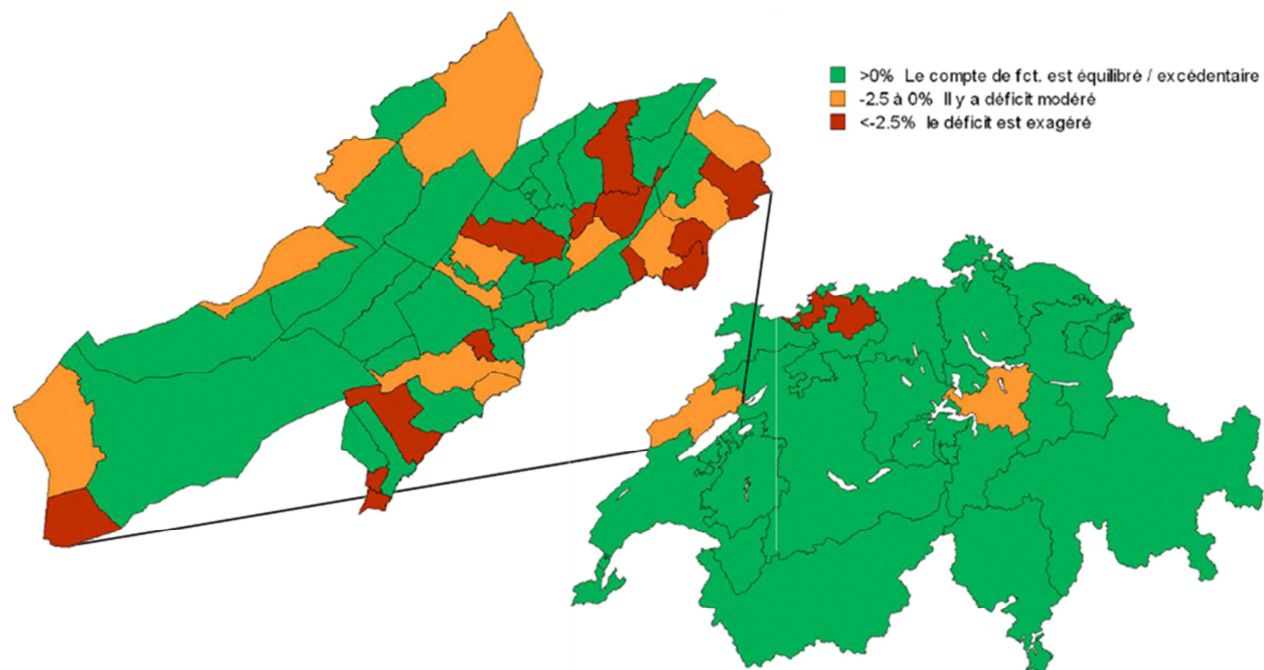 >0% Le compte de fct. est équilibré / excédentaire
-2.5 à 0% Il y a déficit modéré
<-2.5% le déficit est exagéré